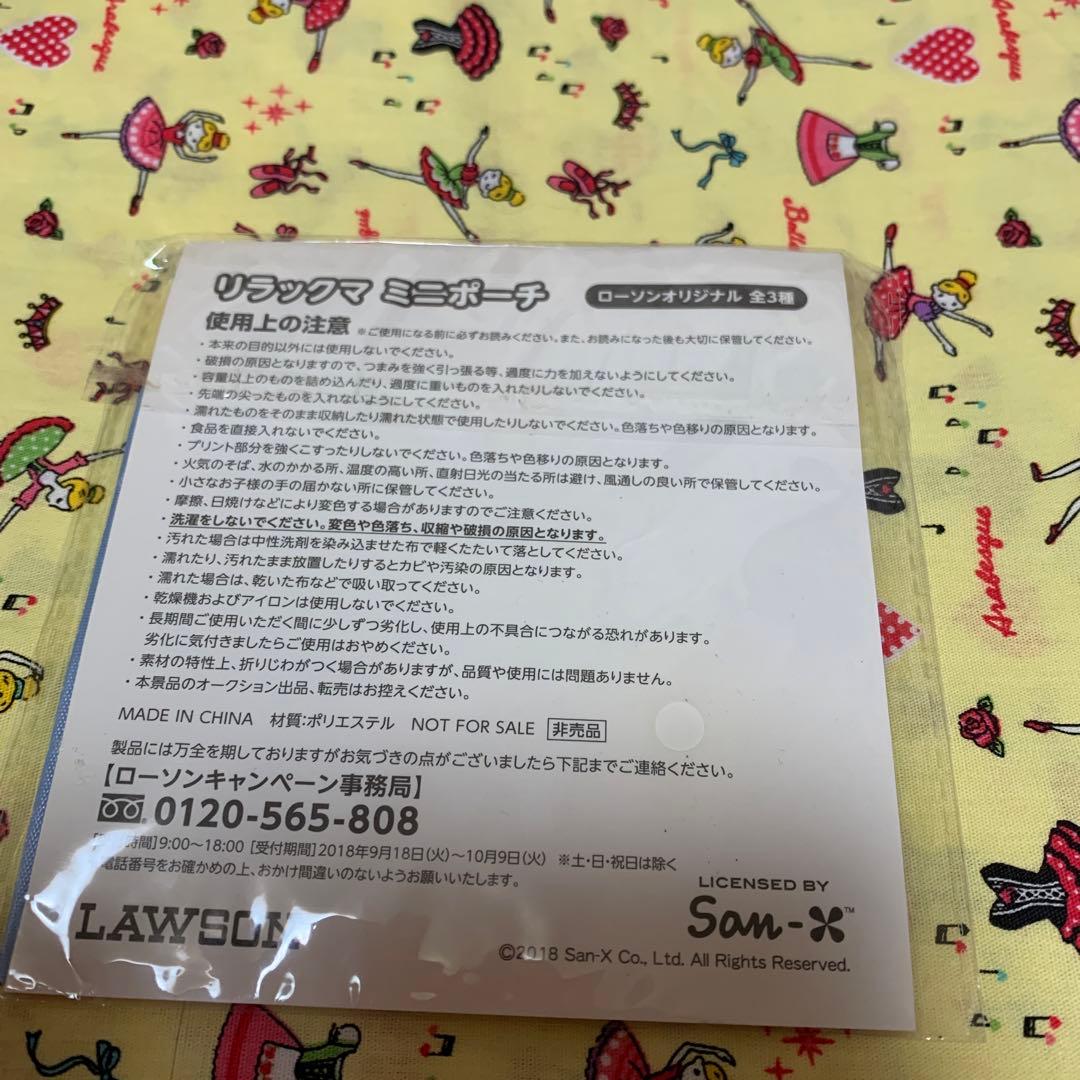 Arabesque
Arabesque
リラックマ ミニポーチ
ローソンオリジナル 全3種
使用上の注意 ※ご使用になる前に必ずお読みください。また、お読みになった後も大切に保管してください。
・本来の目的以外には使用しないでください。
・破損の原因となりますので、つまみを強く引っ張る等、過度に力を加えないようにしてください。
・容量以上のものを詰め込んだり、過度に重いものを入れたりしないでください。
・先端の尖ったものを入れないようにしてください。
・濡れたものをそのまま収納したり濡れた状態で使用したりしないでください。色落ちや色移りの原因となります。
・食品を直接入れないでください。
・プリント部分を強くこすったりしないでください。色落ちや色移りの原因となります。
・火気のそば、水のかかる所、温度の高い所、直射日光の当たる所は避け、風通しの良い所で保管してください。
・小さなお子様の手の届かない所に保管してください。
・摩擦、日焼けなどにより変色する場合がありますのでご注意ください。
・洗濯をしないでください。変色や色落ち、収縮や破損の原因となります。
・汚れた場合は中性洗剤を染み込ませた布で軽くたたいて落としてください。
・濡れたり、汚れたまま放置したりするとカビや汚染の原因となります。
・濡れた場合は、乾いた布などで吸い取ってください。
・乾燥機およびアイロンは使用しないでください。
・長期間ご使用いただく間に少しずつ劣化し、使用上の不具合につながる恐れがあります。
劣化に気付きましたらご使用はおやめください。
・素材の特性上、折りじわがつく場合がありますが、品質や使用には問題ありません。
・本景品のオークション出品、転売はお控えください。
MADE IN CHINA 材質:ポリエステル NOT FOR SALE 非売品
製品には万全を期しておりますがお気づきの点がございましたら下記までご連絡ください。
【ローソンキャンペーン事務局】
0120-565-808
時間]9:00～18:00 [受付期間]2018年9月18日(火)～10月9日(火) ※土・日・祝日は除く
電話番号をお確かめの上、おかけ間違いのないようお願いいたします。
LAWSON
LICENSED BY
San-X™
©2018 San-X Co., Ltd. All Rights Reserved.
Arabesque